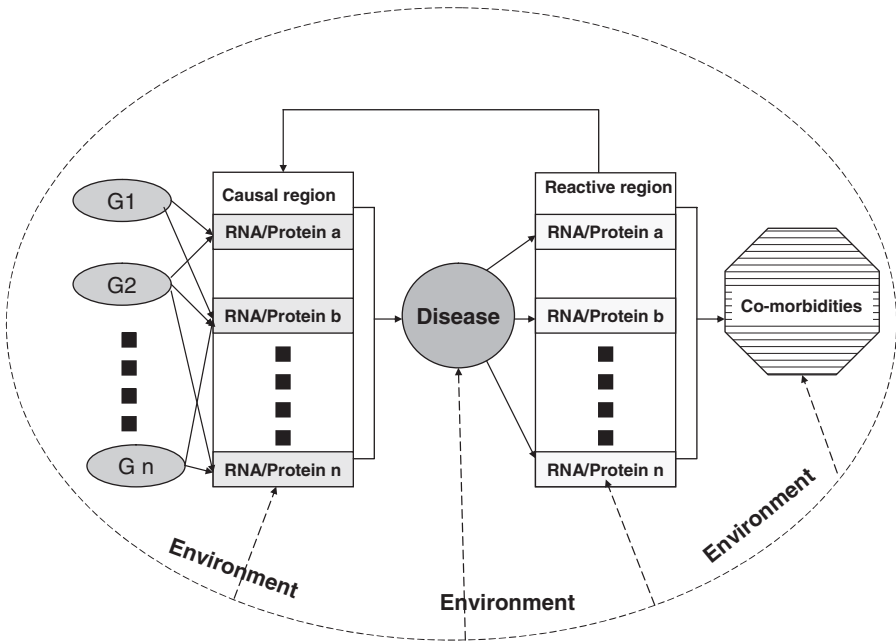 G1
G2
G n
Causal region
RNA/Protein a
RNA/Protein b
RNA/Protein n
Disease
Reactive region
RNA/Protein a
RNA/Protein b
RNA/Protein n
Co-morbidities
Environment
Environment
Environment